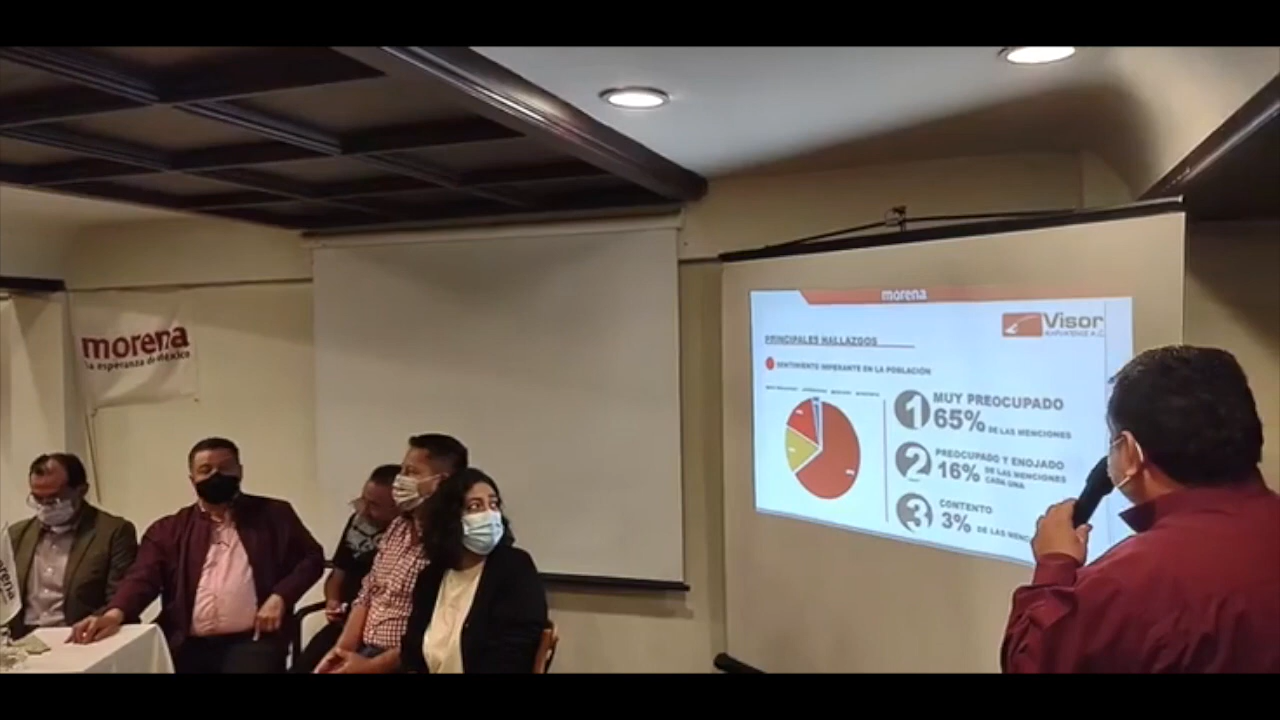 morena
La esperanza de México
morena
morena
Visor
PRINCIPALES HALLAZGOS
SENTIMIENTO IMPERANTE EN LA POBLACIÓN
1 MUY PREOCUPADO
65% DE LAS MENCIONES
2 PREOCUPADO Y ENOJADO
16% DE LAS MENCIONES
CADA UNA
3 CONTENTO
3% DE LAS MENC